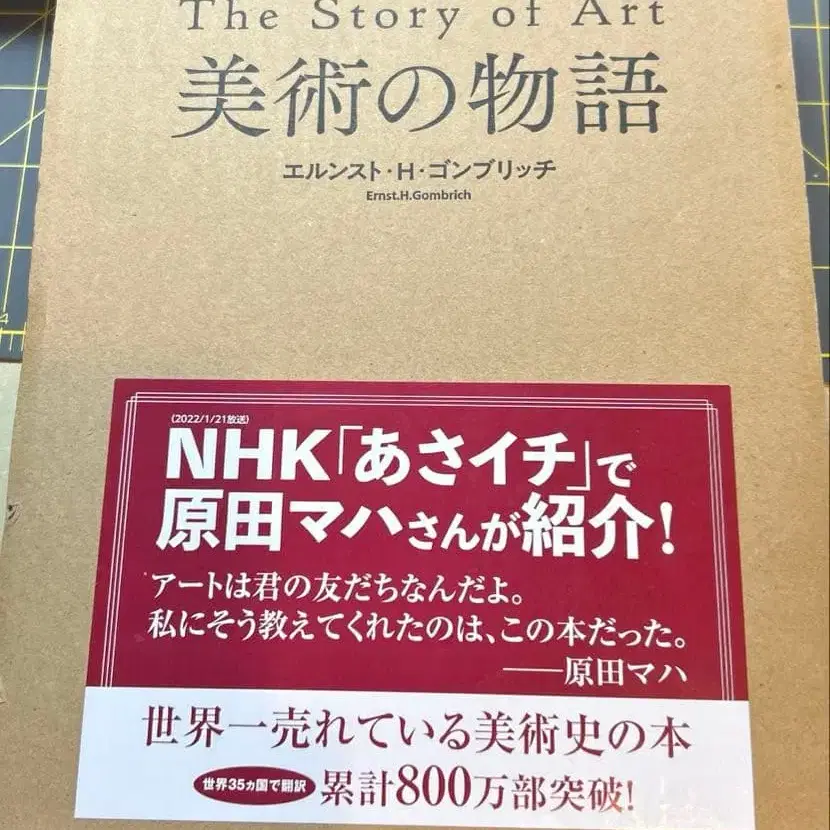 The Story of Art
美術の物語
エルンスト・H・ゴンブリッチ
Ernst.H.Gombrich
(2022/1/21放送)
NHK「あさイチ」で
原田マハさんが紹介!
アートは君の友だちなんだよ。
私にそう教えてくれたのは、この本だった。
──原田マハ
世界一売れている美術史の本
世界35ヵ国で翻訳 累計800万部突破!